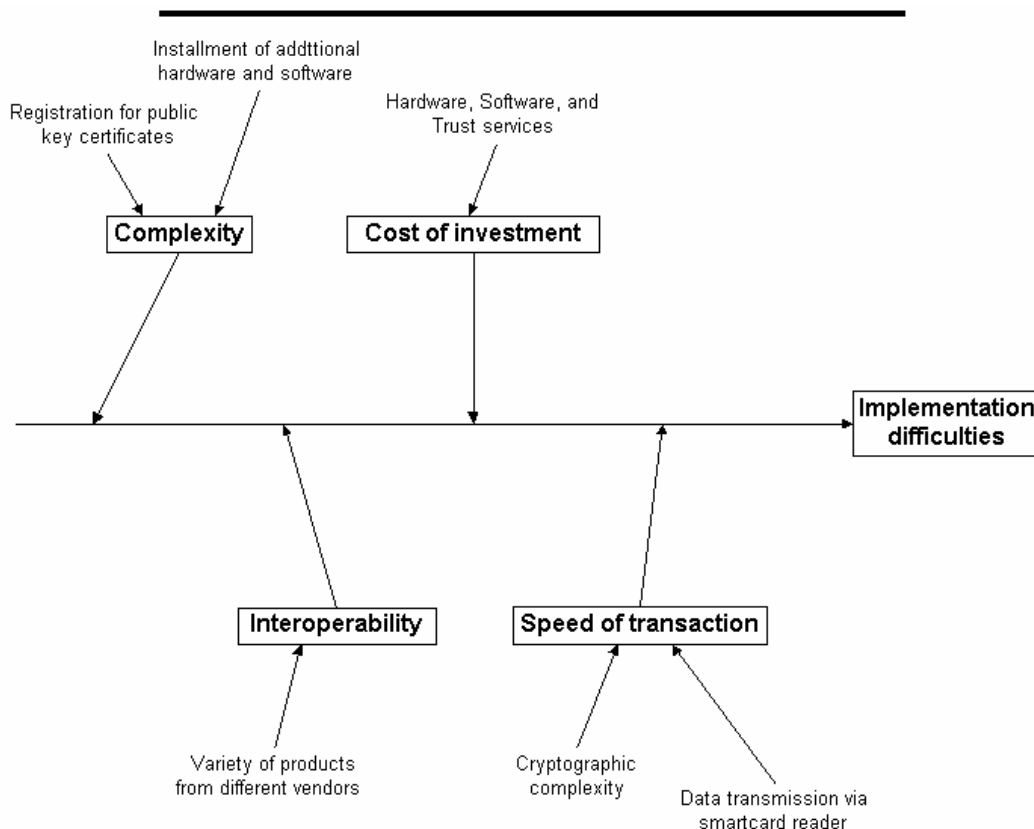 Installment of addttional
hardware and software
Registration for public
key certificates
Hardware, Software, and
Trust services
Complexity
Cost of investment
Implementation
difficulties
Interoperability
Speed of transaction
Variety of products
from different vendors
Cryptographic
complexity
Data transmission via
smartcard reader